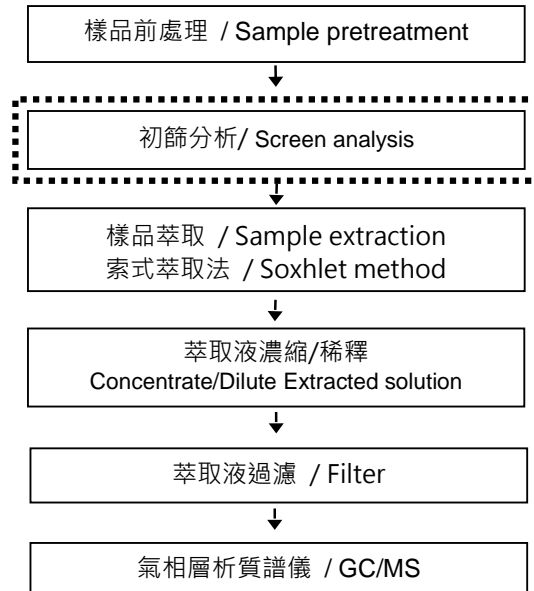 樣品前處理 / Sample pretreatment
初篩分析/ Screen analysis
樣品萃取 / Sample extraction
索式萃取法 / Soxhlet method
萃取液濃縮/稀釋
Concentrate/Dilute Extracted solution
萃取液過濾 / Filter
氣相層析質譜儀 / GC/MS